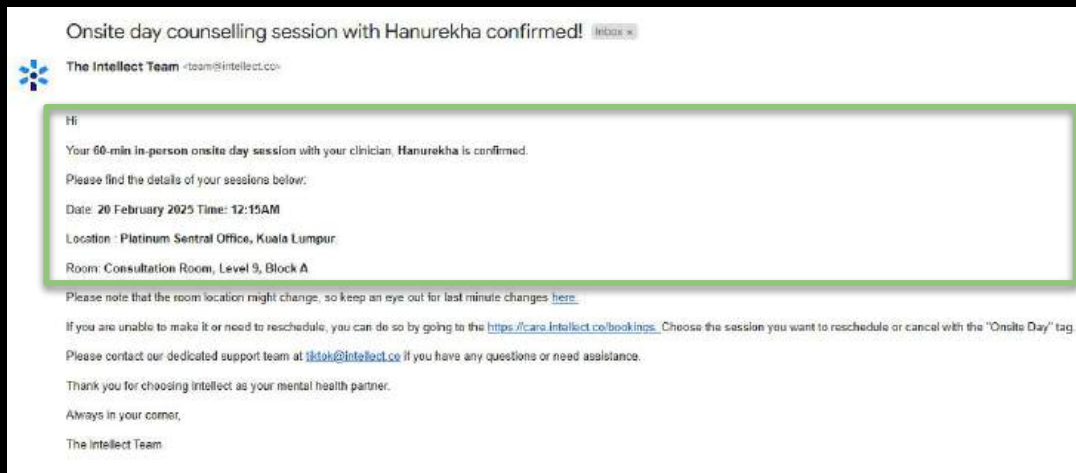 Onsite day counselling session with Hanurekha confirmed! Inbox x
The Intellect Team <team@intellect.co>
Hi
Your 60-min in-person onsite day session with your clinician, Hanurekha is confirmed.
Please find the details of your sessions below:
Date: 20 February 2025 Time: 12:15AM
Location : Platinum Sentral Office, Kuala Lumpur
Room: Consultation Room, Level 9, Block A
Please note that the room location might change, so keep an eye out for last minute changes here.
If you are unable to make it or need to reschedule, you can do so by going to the https://care.intellect.co/bookings. Choose the session you want to reschedule or cancel with the "Onsite Day" tag.
Please contact our dedicated support team at tiktok@intellect.co if you have any questions or need assistance.
Thank you for choosing Intellect as your mental health partner.
Always in your corner,
The Intellect Team